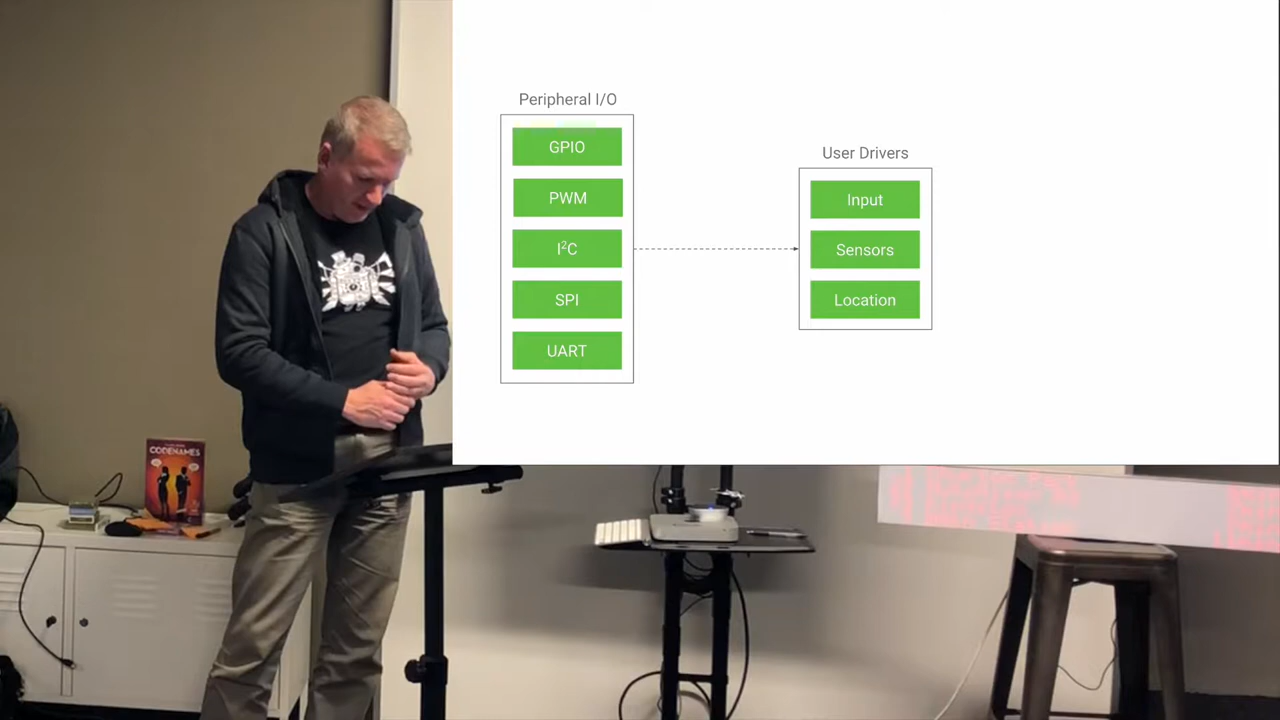 Peripheral I/O
GPIO
PWM
I²C
SPI
UART
User Drivers
Input
Sensors
Location
CODENAMES